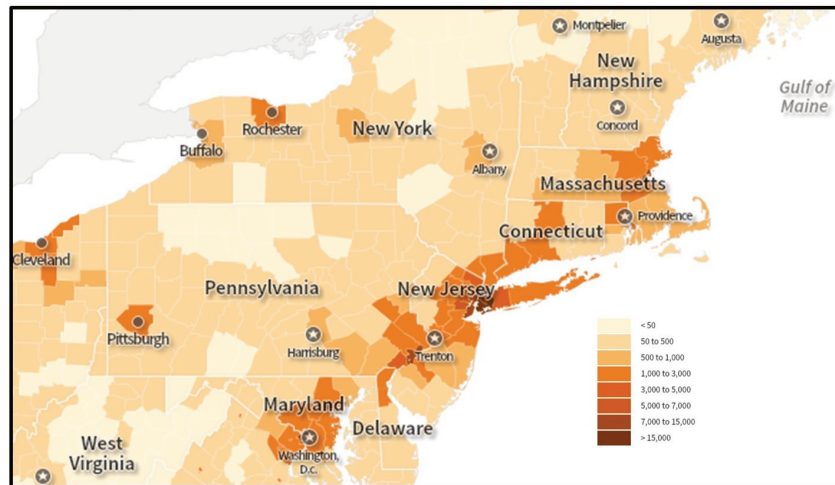 Montpelier
Augusta
New
Hampshire
Gulf of
Maine
Concord
Rochester
New York
Buffalo
Albany
Massachusetts
Providence
Connecticut
Cleveland
Pennsylvania
New Jersey
Pittsburgh
Harrisburg
Trenton
Maryland
Delaware
West
Virginia
Washington,
D.c.
< 50
50 to 500
500 to 1,000
1,000 to 3,000
3,000 to 5,000
5,000 to 7,000
7,000 to 15,000
> 15,000